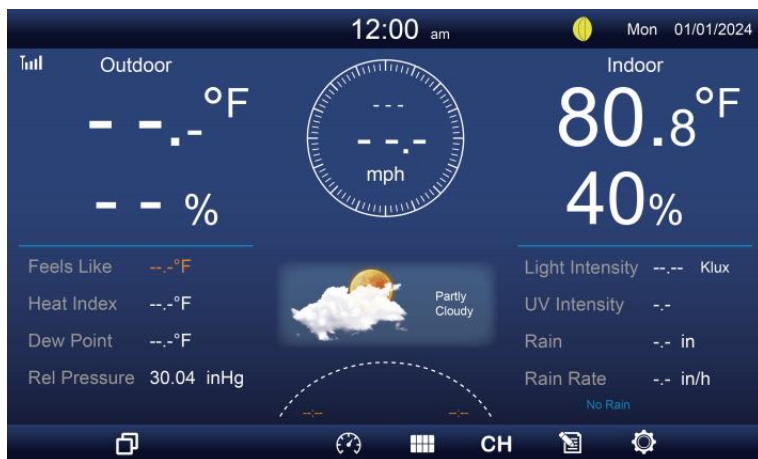 12:00 am
Mon 01/01/2024
Outdoor
--.-°F
-- %
--- 
--.-
mph
Indoor
80.8°F
40%
Feels Like --.-°F
Heat Index --.-°F
Dew Point --.-°F
Rel Pressure 30.04 inHg
Partly
Cloudy
--:-- --:--
Light Intensity --.-- Klux
UV Intensity -.-
Rain -.- in
Rain Rate -.- in/h
No Rain
CH